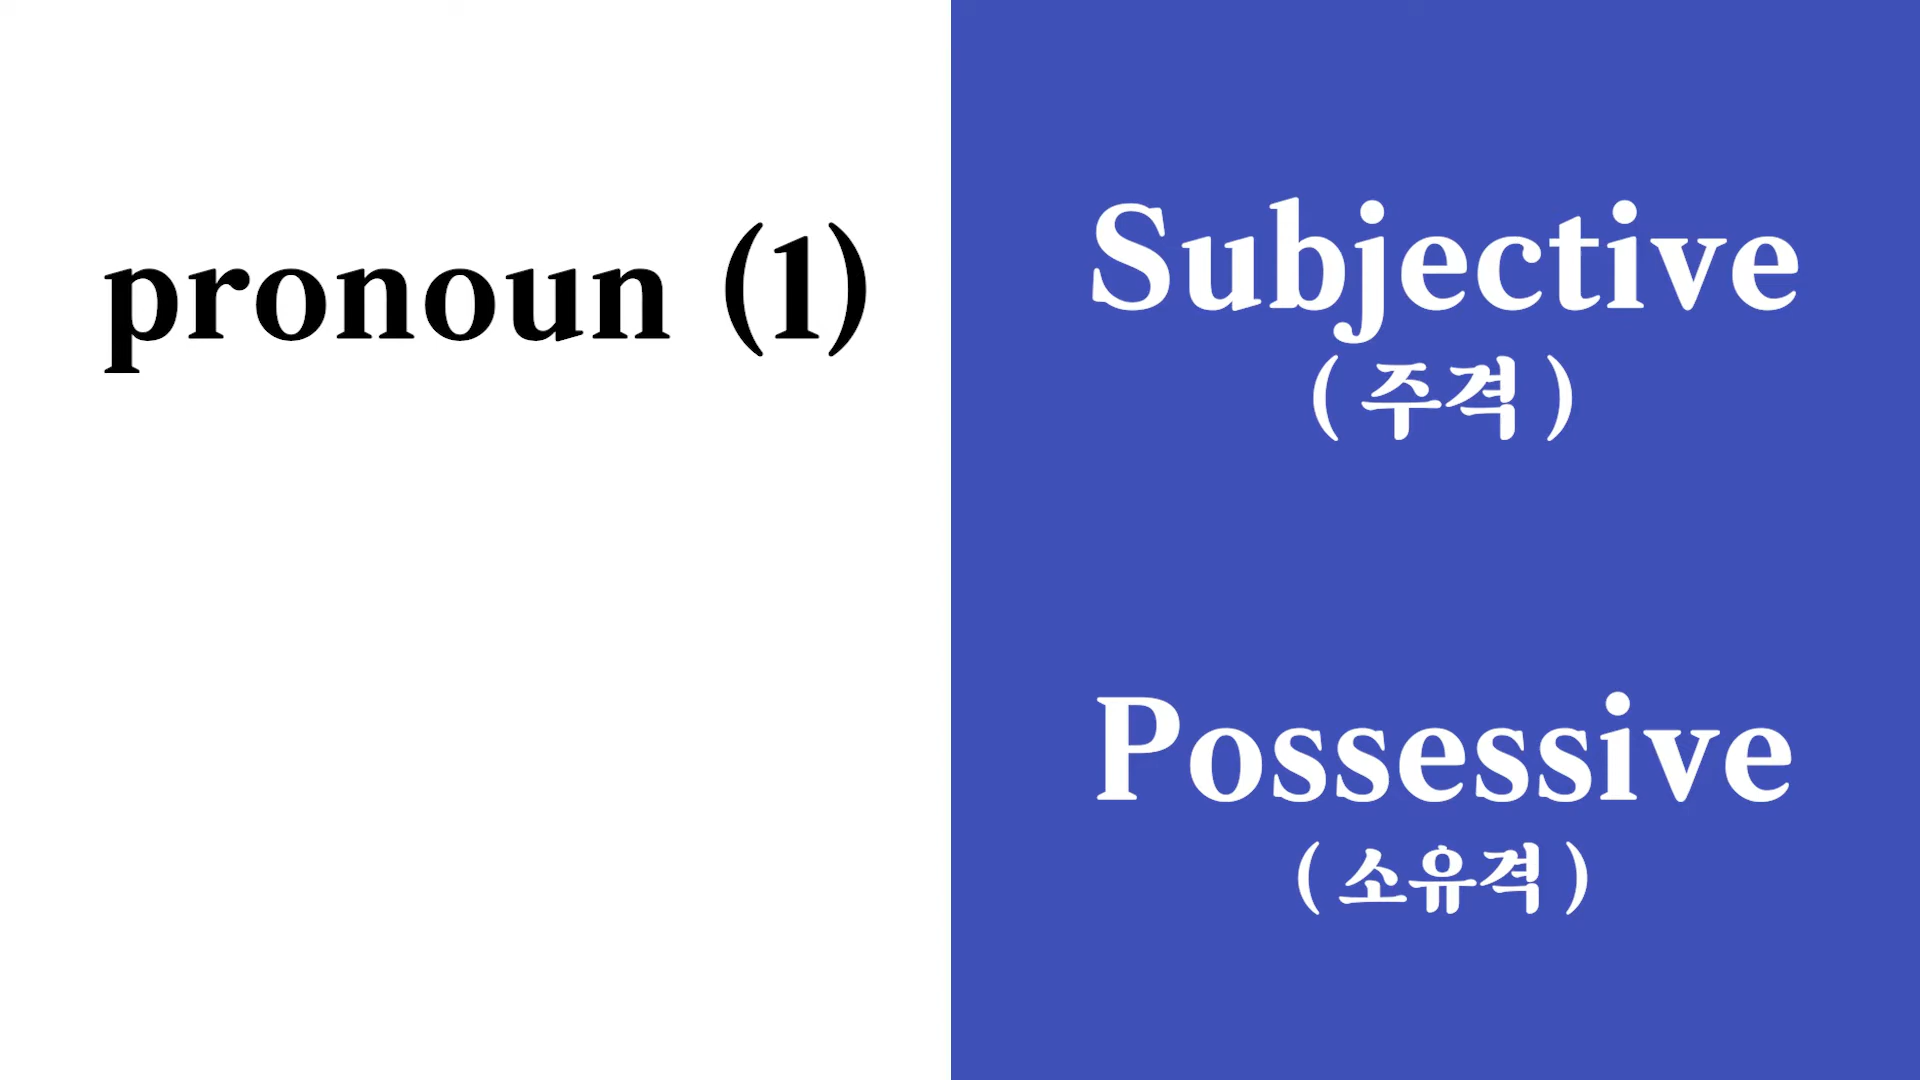 pronoun (1)
Subjective
( 주격 )
Possessive
( 소유격 )